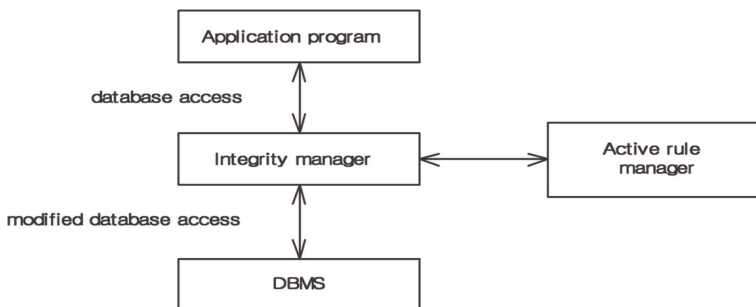 Application program
database access
Integrity manager
Active rule
manager
modified database access
DBMS